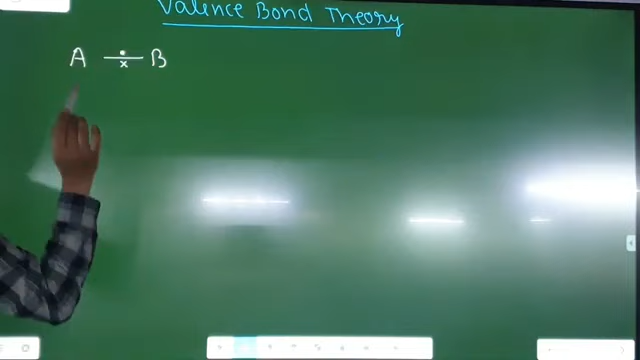 Valence Bond Theory
A —•x— B